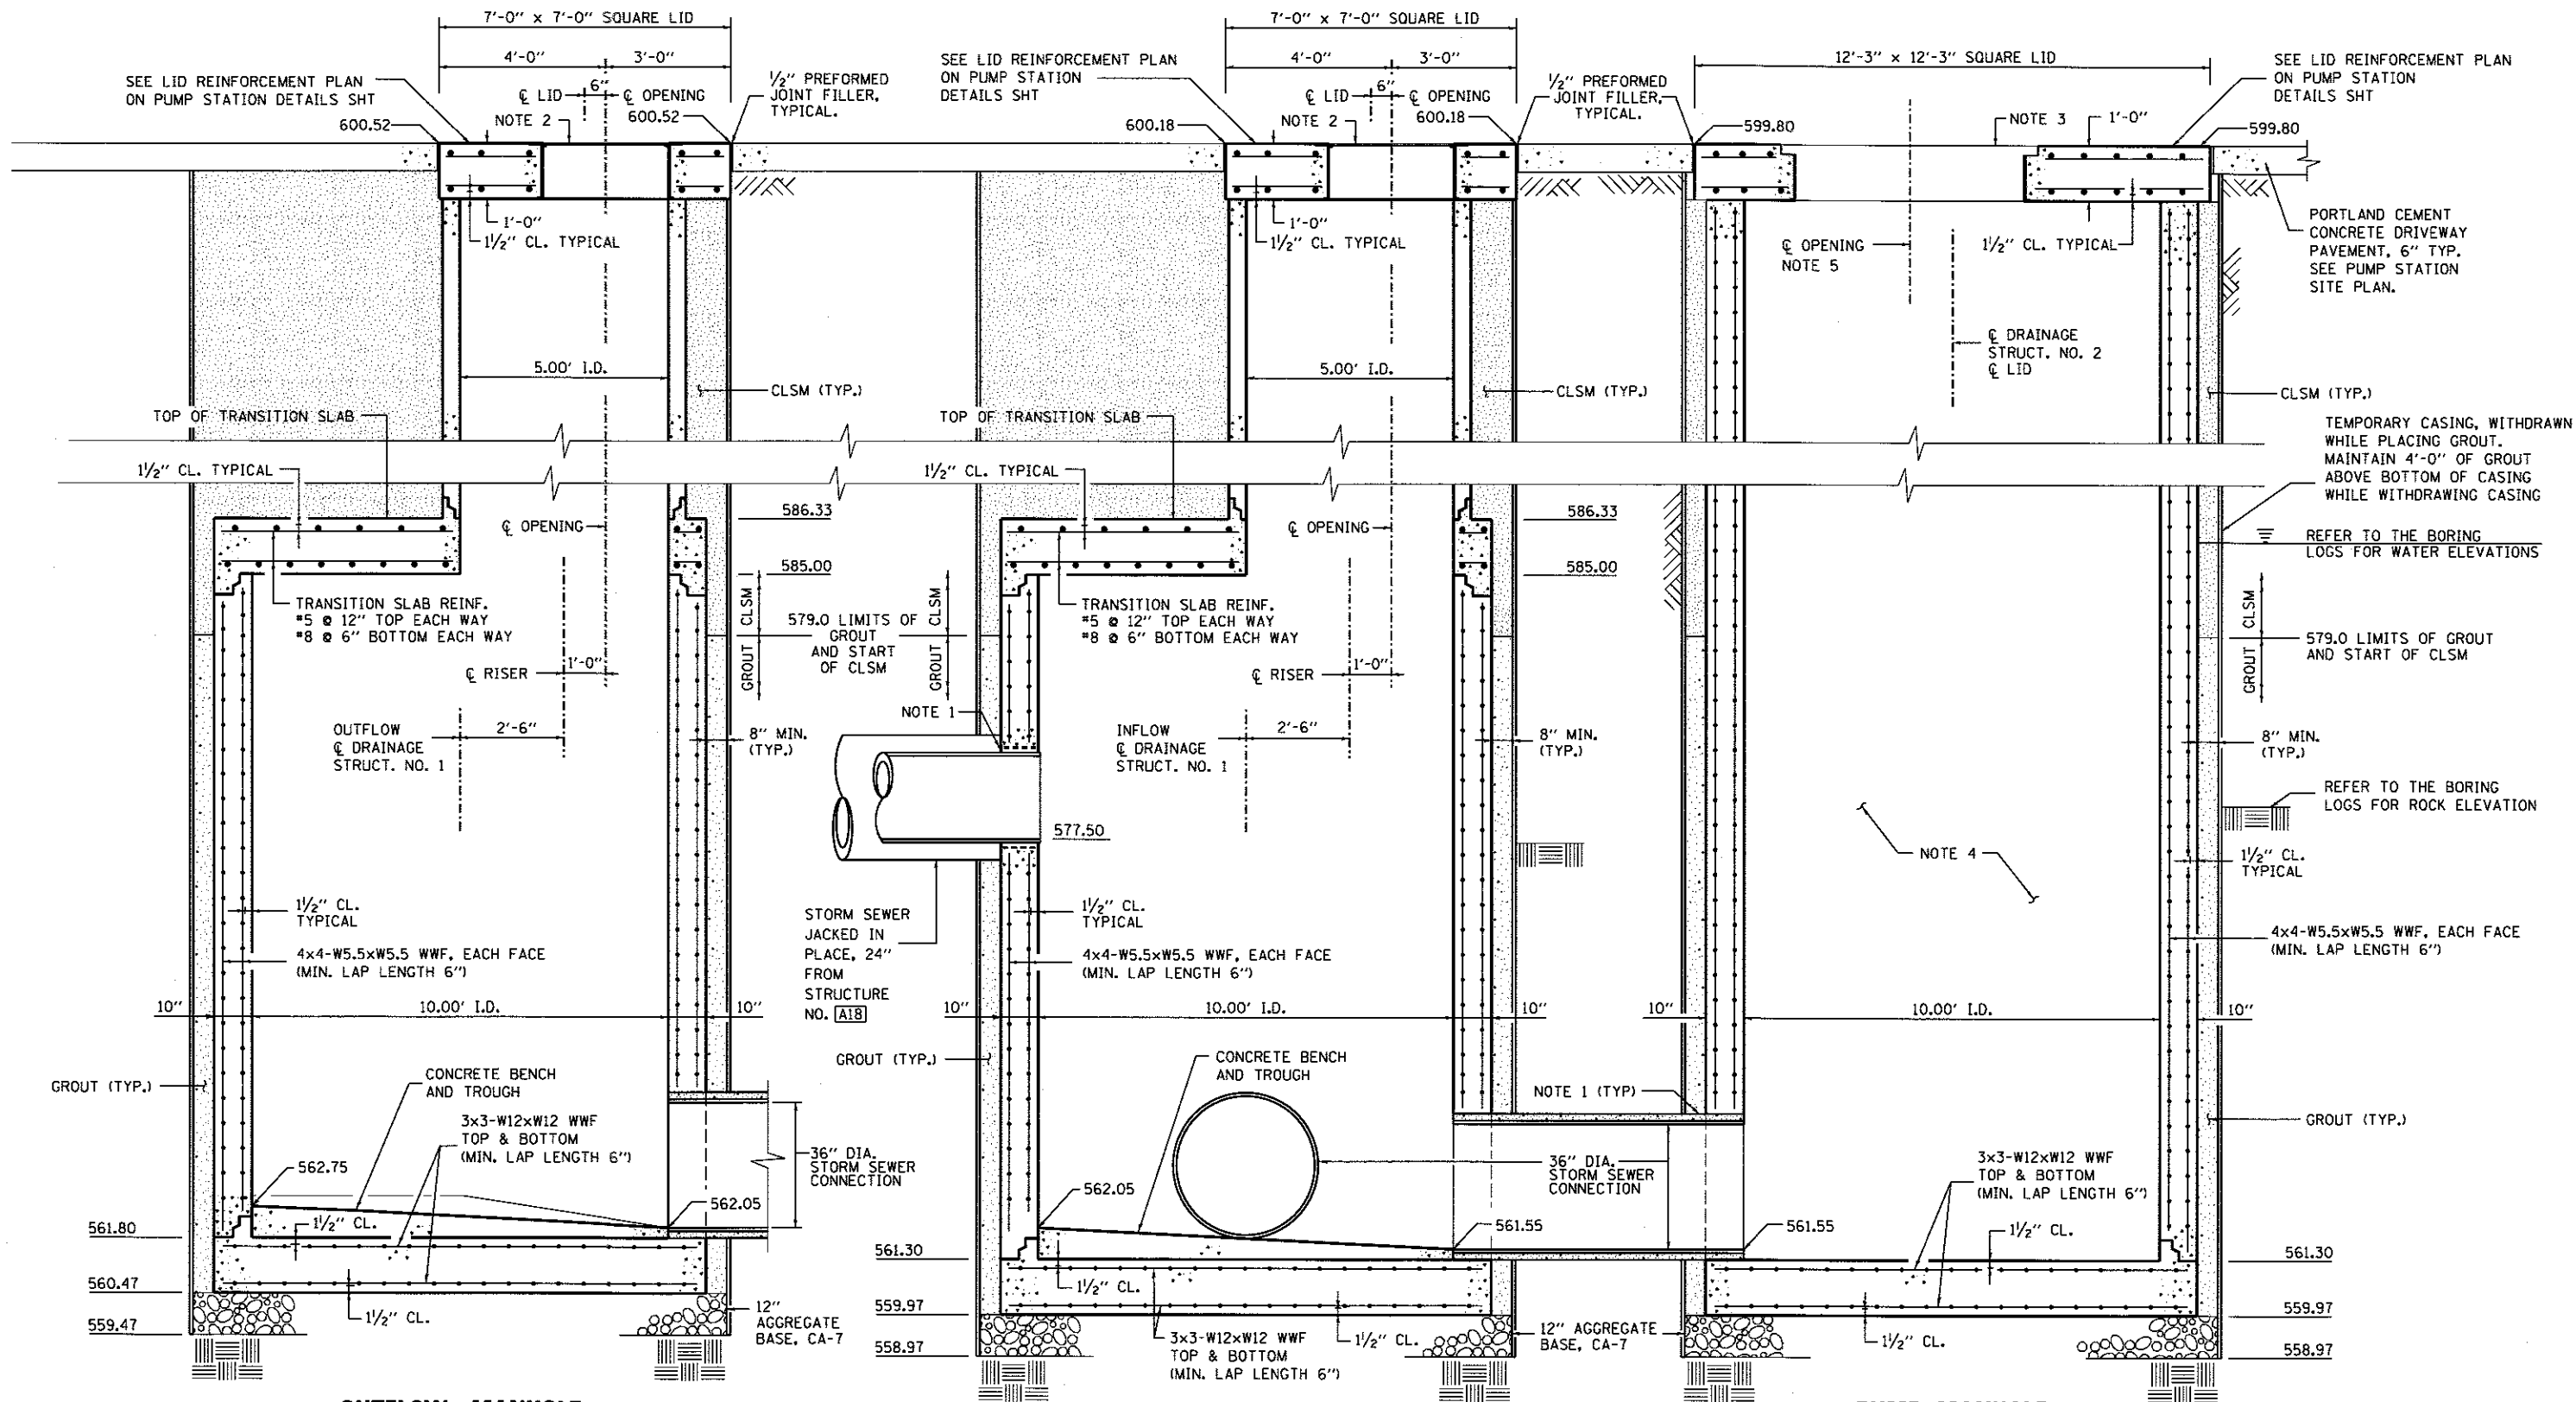 7'-0" x 7'-0" SQUARE LID
4'-0"
3'-0"
SEE LID REINFORCEMENT PLAN
ON PUMP STATION DETAILS SHT
6"
℄ LID
℄ OPENING
NOTE 2
600.52
600.52
1/2" PREFORMED
JOINT FILLER,
TYPICAL.
1'-0"
1 1/2" CL. TYPICAL
5.00' I.D.
CLSM (TYP.)
TOP OF TRANSITION SLAB
1 1/2" CL. TYPICAL
586.33
℄ OPENING
585.00
TRANSITION SLAB REINF.
#5 @ 12" TOP EACH WAY
#8 @ 6" BOTTOM EACH WAY
CLSM
GROUT
579.0 LIMITS OF
GROUT
AND START
OF CLSM
CLSM
GROUT
1'-0"
℄ RISER
OUTFLOW
℄ DRAINAGE
STRUCT. NO. 1
2'-6"
8" MIN.
(TYP.)
1 1/2" CL.
TYPICAL
4x4-W5.5xW5.5 WWF, EACH FACE
(MIN. LAP LENGTH 6")
10"
10.00' I.D.
10"
GROUT (TYP.)
CONCRETE BENCH
AND TROUGH
3x3-W12xW12 WWF
TOP & BOTTOM
(MIN. LAP LENGTH 6")
562.75
562.05
36" DIA.
STORM SEWER
CONNECTION
561.80
1 1/2" CL.
560.47
1 1/2" CL.
559.47
12"
AGGREGATE
BASE, CA-7
7'-0" x 7'-0" SQUARE LID
4'-0"
3'-0"
SEE LID REINFORCEMENT PLAN
ON PUMP STATION
DETAILS SHT
6"
℄ LID
℄ OPENING
NOTE 2
600.18
600.18
1/2" PREFORMED
JOINT FILLER,
TYPICAL.
1'-0"
1 1/2" CL. TYPICAL
5.00' I.D.
CLSM (TYP.)
TOP OF TRANSITION SLAB
1 1/2" CL. TYPICAL
586.33
℄ OPENING
585.00
TRANSITION SLAB REINF.
#5 @ 12" TOP EACH WAY
#8 @ 6" BOTTOM EACH WAY
1'-0"
℄ RISER
NOTE 1
INFLOW
℄ DRAINAGE
STRUCT. NO. 1
2'-6"
8" MIN.
(TYP.)
577.50
STORM SEWER
JACKED IN
PLACE, 24"
FROM
STRUCTURE
NO. A18
1 1/2" CL.
TYPICAL
4x4-W5.5xW5.5 WWF, EACH FACE
(MIN. LAP LENGTH 6")
10"
10.00' I.D.
10"
GROUT (TYP.)
CONCRETE BENCH
AND TROUGH
NOTE 1 (TYP)
36" DIA.
STORM SEWER
CONNECTION
562.05
561.55
561.55
561.30
1 1/2" CL.
559.97
558.97
3x3-W12xW12 WWF
TOP & BOTTOM
(MIN. LAP LENGTH 6")
1 1/2" CL.
12" AGGREGATE
BASE, CA-7
12'-3" x 12'-3" SQUARE LID
SEE LID REINFORCEMENT PLAN
ON PUMP STATION
DETAILS SHT
599.80
NOTE 3
1'-0"
599.80
℄ OPENING
NOTE 5
1 1/2" CL. TYPICAL
PORTLAND CEMENT
CONCRETE DRIVEWAY
PAVEMENT, 6" TYP.
SEE PUMP STATION
SITE PLAN.
℄ DRAINAGE
STRUCT. NO. 2
℄ LID
CLSM (TYP.)
TEMPORARY CASING, WITHDRAWN
WHILE PLACING GROUT.
MAINTAIN 4'-0" OF GROUT
ABOVE BOTTOM OF CASING
WHILE WITHDRAWING CASING
REFER TO THE BORING
LOGS FOR WATER ELEVATIONS
CLSM
GROUT
579.0 LIMITS OF GROUT
AND START OF CLSM
8" MIN.
(TYP.)
REFER TO THE BORING
LOGS FOR ROCK ELEVATION
NOTE 4
1 1/2" CL.
TYPICAL
4x4-W5.5xW5.5 WWF, EACH FACE
(MIN. LAP LENGTH 6")
10"
10.00' I.D.
10"
GROUT (TYP.)
3x3-W12xW12 WWF
TOP & BOTTOM
(MIN. LAP LENGTH 6")
1 1/2" CL.
561.30
559.97
1 1/2" CL.
558.97